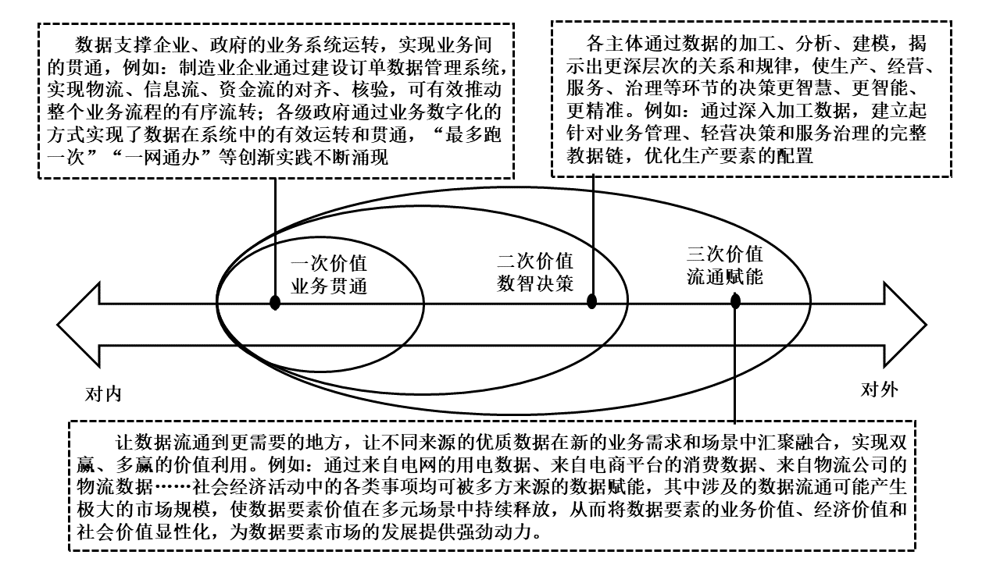 数据支撑企业、政府的业务系统运转，实现业务间
的贯通，例如：制造业企业通过建设订单数据管理系统，
实现物流、信息流、资金流的对齐、核验，可有效推动
整个业务流程的有序流转；各级政府通过业务数字化的
方式实现了数据在系统中的有效运转和贯通，“最多跑
一次”“一网通办”等创渐实践不断涌现
各主体通过数据的加工、分析、建模，揭
示出更深层次的关系和规律，使生产、经营、
服务、治理等环节的决策更智慧、更智能、
更精准。例如：通过深入加工数据，建立起
针对业务管理、轻营决策和服务治理的完整
教据链，优化生产要素的配置
一次价值
业务贯通
二次价值
数智决策
三次价值
流通赋能
对内
对外
让数据流通到更需要的地方，让不同来源的优质数据在新的业务需求和场景中汇聚融合，实现双
赢、多赢的价值利用。例如：通过来自电网的用电数据、来自电商平台的消费数据、来自物流公司的
物流数据……社会经济活动中的各类事项均可被多方来源的数据赋能，其中涉及的数据流通可能产生
极大的市场规模，使数据要素价值在多元场景中持续释放，从而将数据要素的业务价值、经济价值和
社会价值显性化，为数据要素市场的发展提供强劲动力。